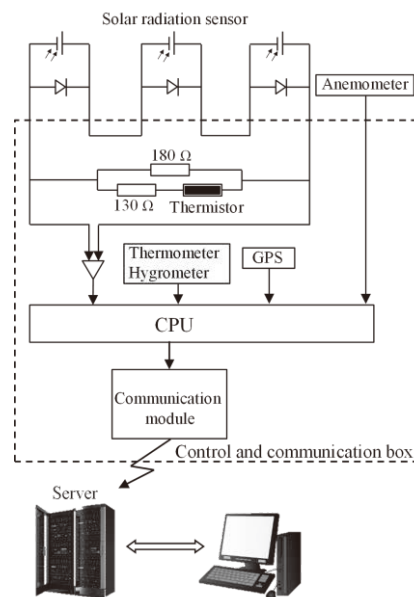 Solar radiation sensor
Anemometer
180 Ω
130 Ω
Thermistor
Thermometer
Hygrometer
GPS
CPU
Communication
module
Control and communication box
Server